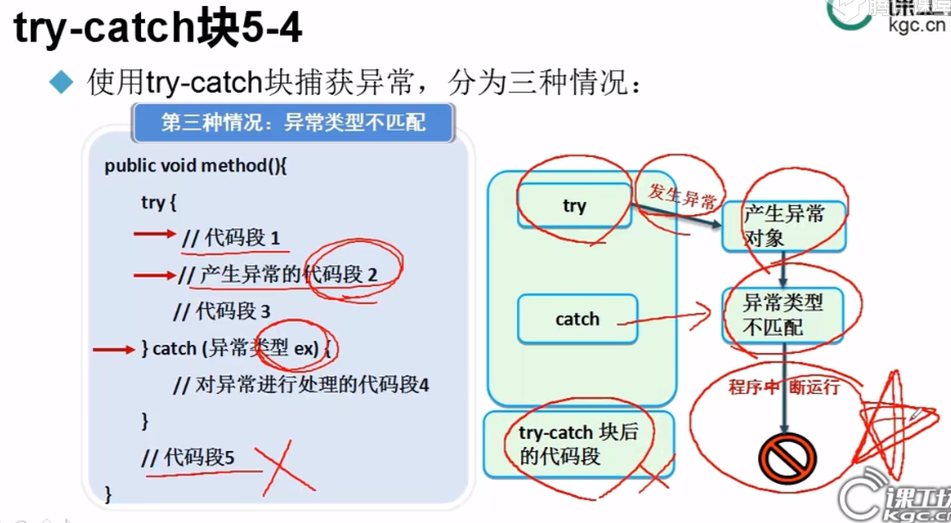 try-catch块5-4
kgc.cn
使用try-catch块捕获异常，分为三种情况：
第三种情况：异常类型不匹配
public void method(){
try {
// 代码段 1
// 产生异常的代码段 2
// 代码段 3
} catch (异常类型 ex) {
// 对异常进行处理的代码段4
}
// 代码段5
}
try
发生异常
产生异常
对象
catch
异常类型
不匹配
程序中 断运行
try-catch 块后
的代码段
课工场
kgc.cn